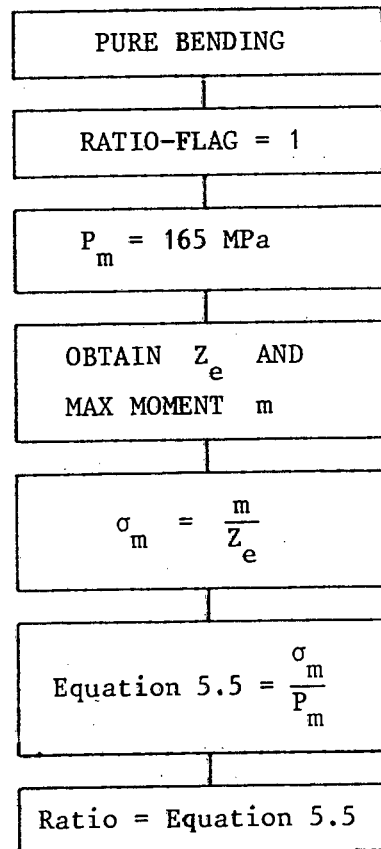 PURE BENDING
RATIO-FLAG = 1
P_m = 165 MPa
OBTAIN Z_e AND
MAX MOMENT m
σ_m = m/Z_e
Equation 5.5 = σ_m/P_m
Ratio = Equation 5.5